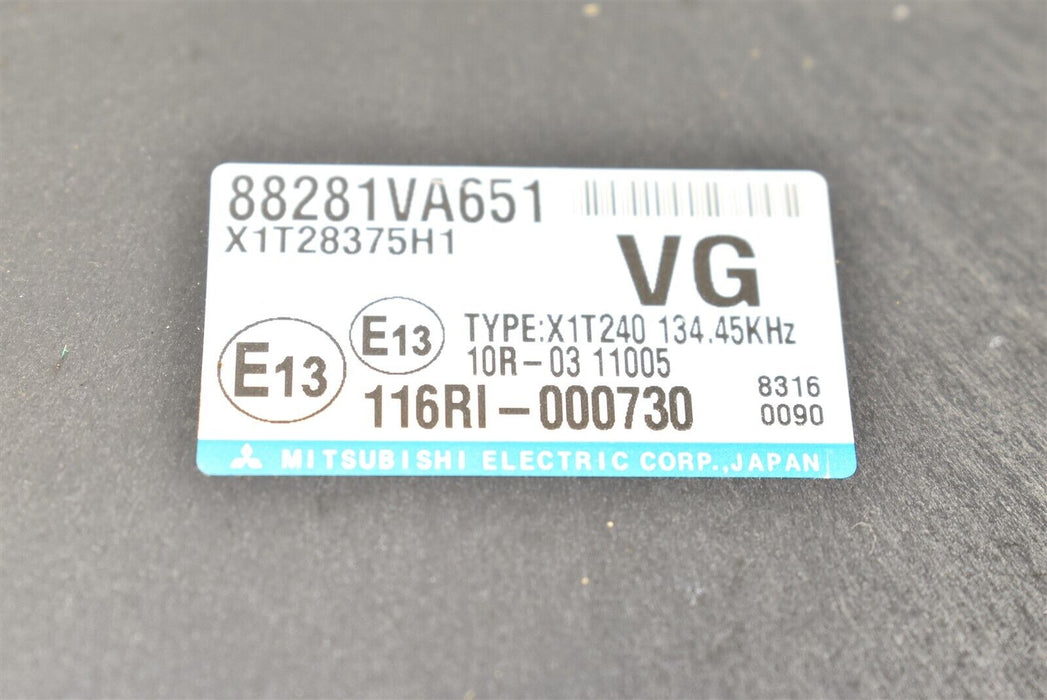 88281VA651
X1T28375H1
VG
E13
E13
TYPE:X1T240 134.45KHz
10R-03 11005
116RI-000730
8316
0090
MITSUBISHI ELECTRIC CORP.,JAPAN